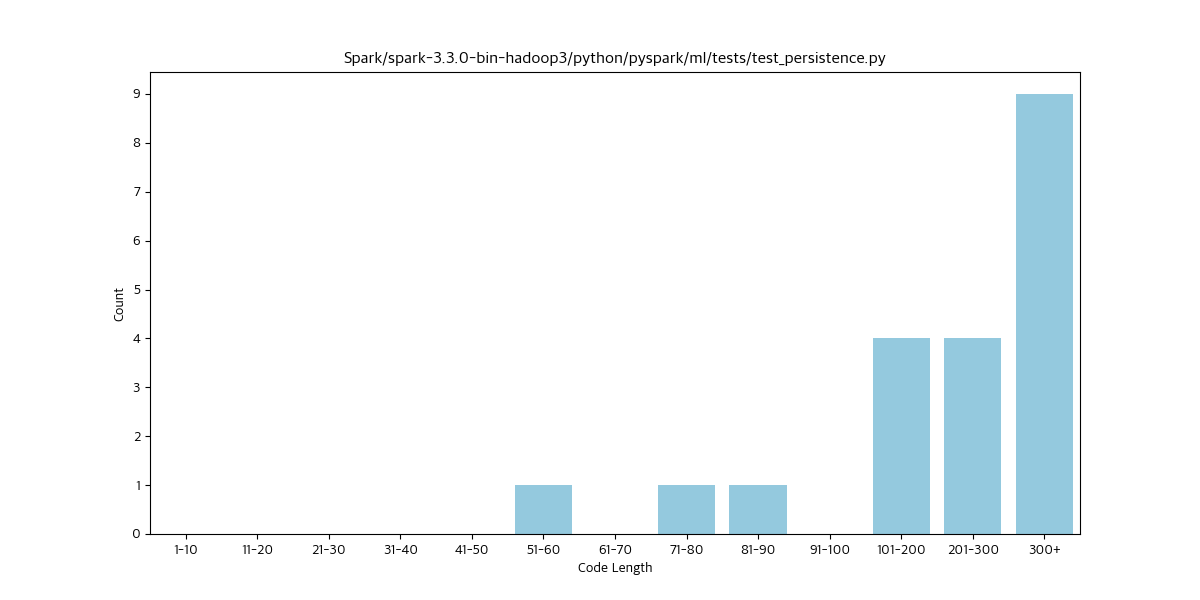 Spark/spark-3.3.0-bin-hadoop3/python/pyspark/ml/tests/test_persistence.py
9
8
7
6
5
4
3
2
1
0
Count
1-10 11-20 21-30 31-40 41-50 51-60 61-70 71-80 81-90 91-100 101-200 201-300 300+
Code Length